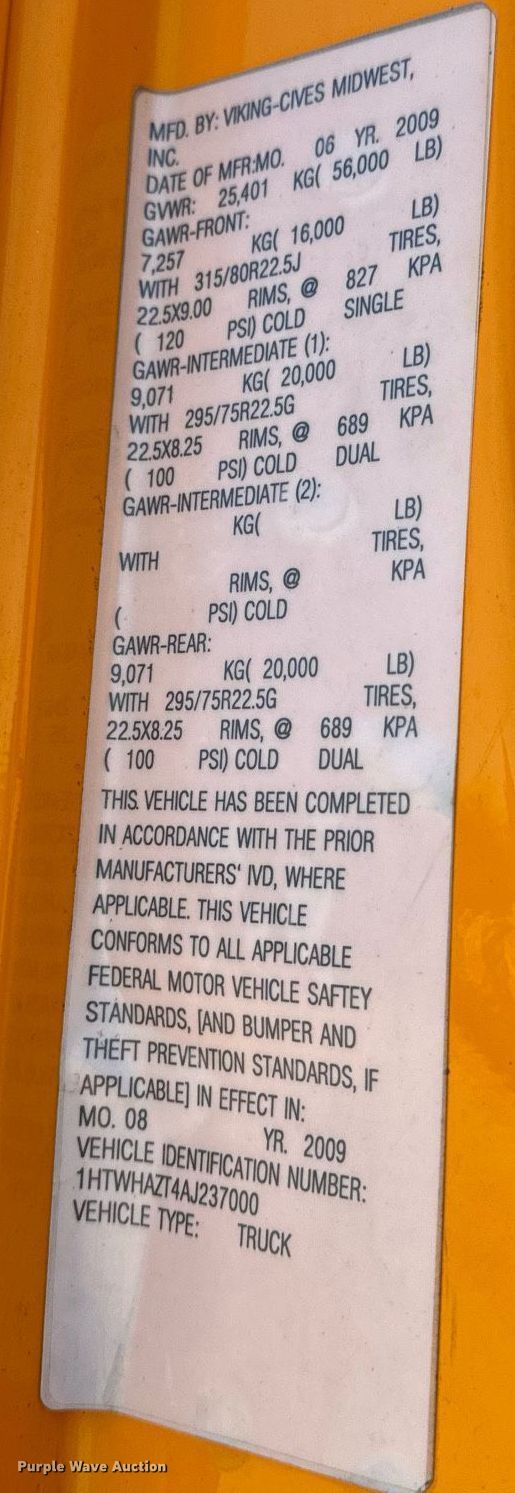 MFD. BY: VIKING-CIVES MIDWEST,
INC.
DATE OF MFR:MO. 06 YR. 2009
GVWR: 25,401 KG( 56,000 LB)
GAWR-FRONT:
7,257 KG( 16,000 LB)
WITH 315/80R22.5J TIRES,
22.5X9.00 RIMS, @ 827 KPA
( 120 PSI) COLD SINGLE
GAWR-INTERMEDIATE (1):
9,071 KG( 20,000 LB)
WITH 295/75R22.5G TIRES,
22.5X8.25 RIMS, @ 689 KPA
( 100 PSI) COLD DUAL
GAWR-INTERMEDIATE (2):
KG( LB)
WITH TIRES,
RIMS, @ KPA
( PSI) COLD
GAWR-REAR:
9,071 KG( 20,000 LB)
WITH 295/75R22.5G TIRES,
22.5X8.25 RIMS, @ 689 KPA
( 100 PSI) COLD DUAL
THIS. VEHICLE HAS BEEN COMPLETED
IN ACCORDANCE WITH THE PRIOR
MANUFACTURERS' IVD, WHERE
APPLICABLE. THIS VEHICLE
CONFORMS TO ALL APPLICABLE
FEDERAL MOTOR VEHICLE SAFTEY
STANDARDS, [AND BUMPER AND
THEFT PREVENTION STANDARDS, IF
APPLICABLE] IN EFFECT IN:
MO. 08 YR. 2009
VEHICLE IDENTIFICATION NUMBER:
1HTWHAZT4AJ237000
VEHICLE TYPE: TRUCK
Purple Wave Auction